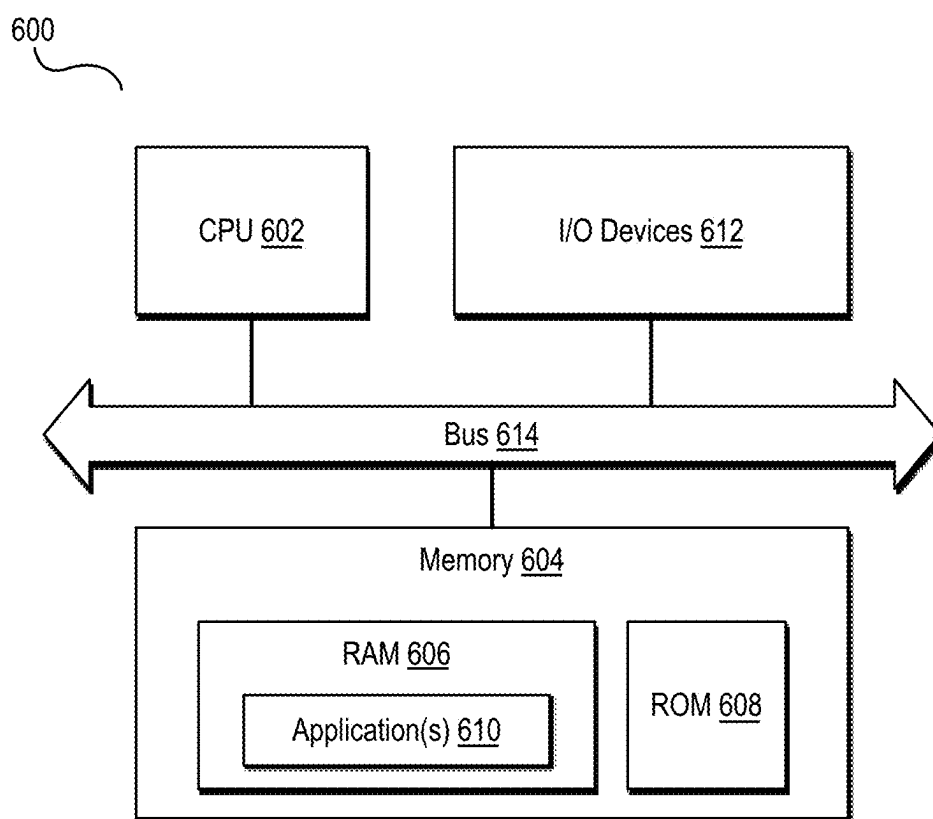 600
CPU 602
I/O Devices 612
Bus 614
Memory 604
RAM 606
ROM 608
Application(s) 610